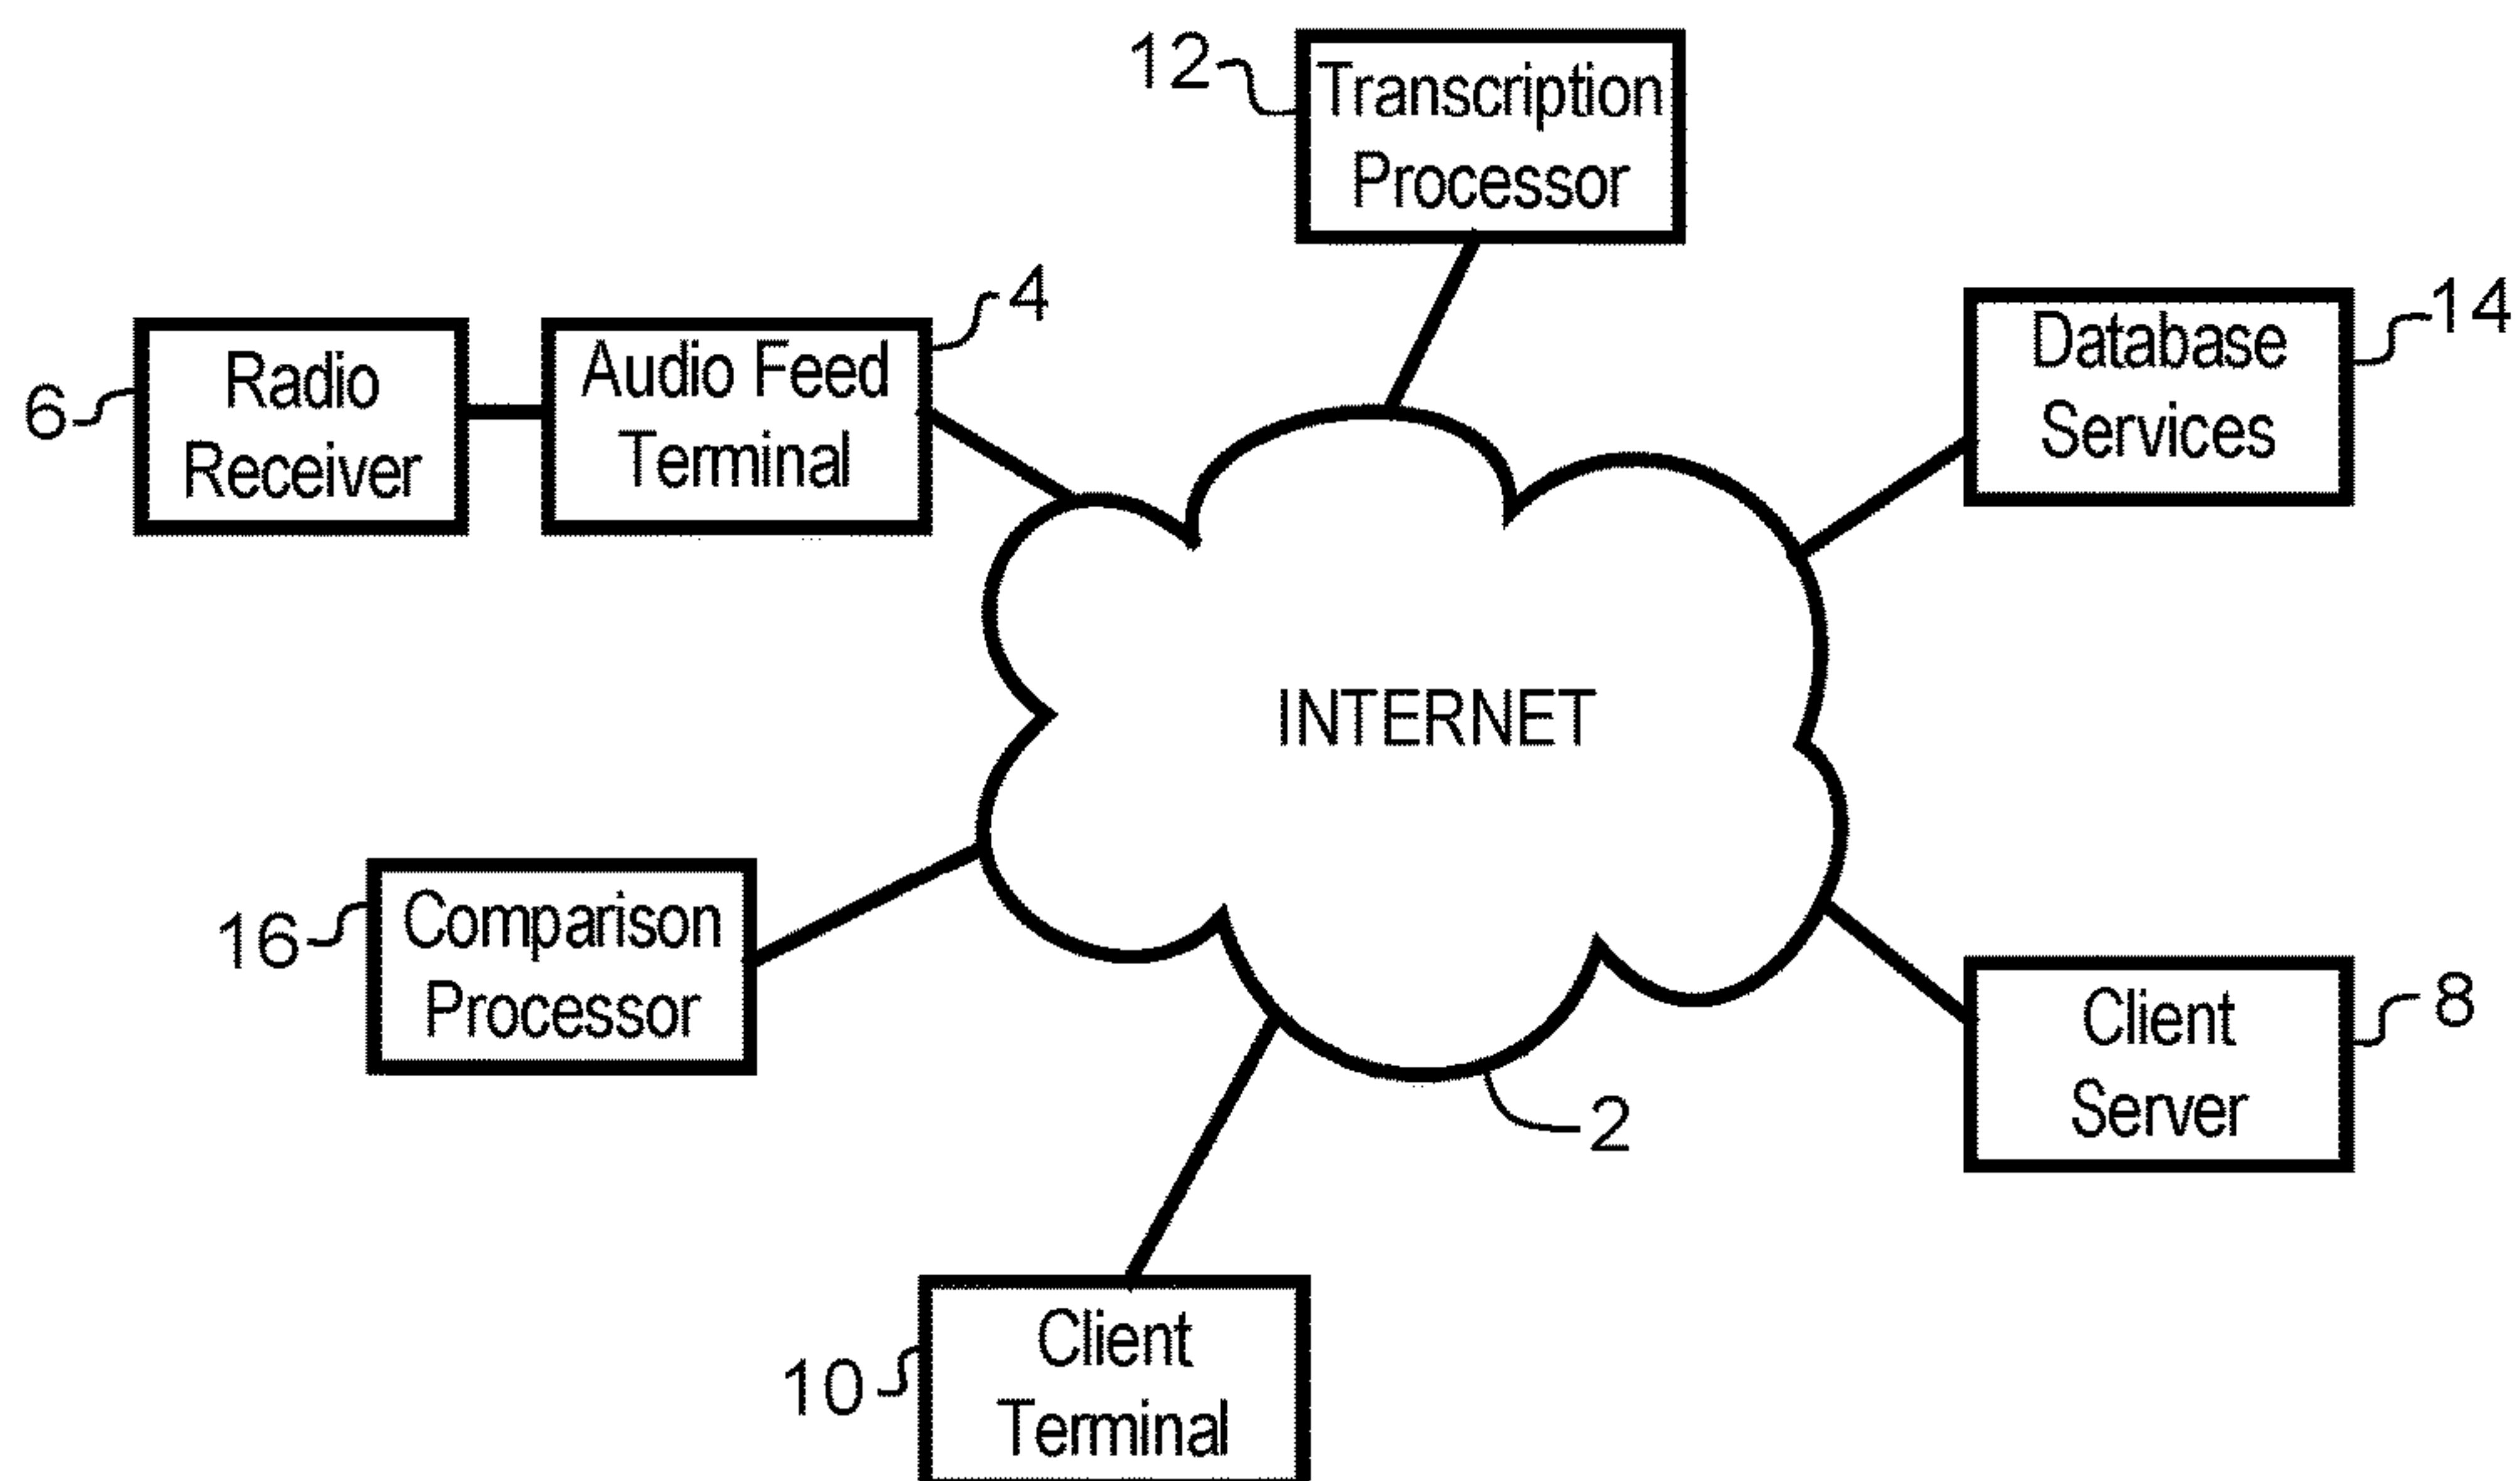 12
Transcription
Processor
4
14
6
Radio
Receiver
Audio Feed
Terminal
Database
Services
INTERNET
16
Comparison
Processor
8
Client
Server
2
10
Client
Terminal